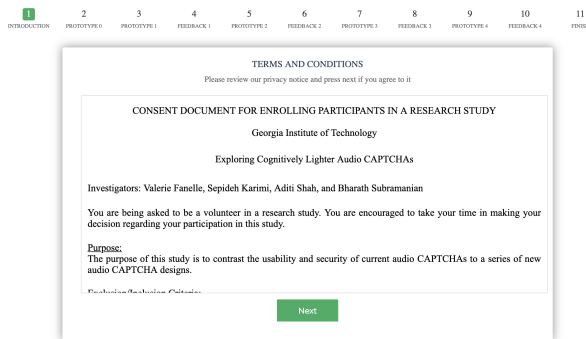 1 2 3 4 5 6 7 8 9 10 11
INTRODUCTION PROTOTYPE 0 PROTOTYPE 1 FEEDBACK 1 PROTOTYPE 2 FEEDBACK 2 PROTOTYPE 3 FEEDBACK 3 PROTOTYPE 4 FEEDBACK 4 FINIS
TERMS AND CONDITIONS
Please review our privacy notice and press next if you agree to it
CONSENT DOCUMENT FOR ENROLLING PARTICIPANTS IN A RESEARCH STUDY
Georgia Institute of Technology
Exploring Cognitively Lighter Audio CAPTCHAs
Investigators: Valerie Fanelle, Sepideh Karimi, Aditi Shah, and Bharath Subramanian
You are being asked to be a volunteer in a research study. You are encouraged to take your time in making your
decision regarding your participation in this study.
Purpose:
The purpose of this study is to contrast the usability and security of current audio CAPTCHAs to a series of new
audio CAPTCHA designs.
Exclusion/Inclusion Criteria:
Next